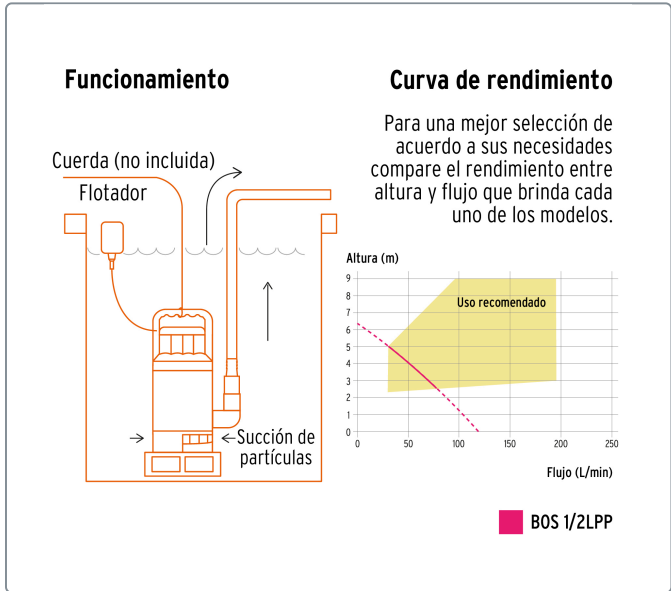 Funcionamiento
Cuerda (no incluida)
Flotador
Succión de
partículas
Curva de rendimiento
Para una mejor selección de
acuerdo a sus necesidades
compare el rendimiento entre
altura y flujo que brinda cada
uno de los modelos.
Altura (m)
9
8
7
6
5
4
3
2
1
0
Uso recomendado
0 50 100 150 200 250
Flujo (L/min)
BOS 1/2LPP